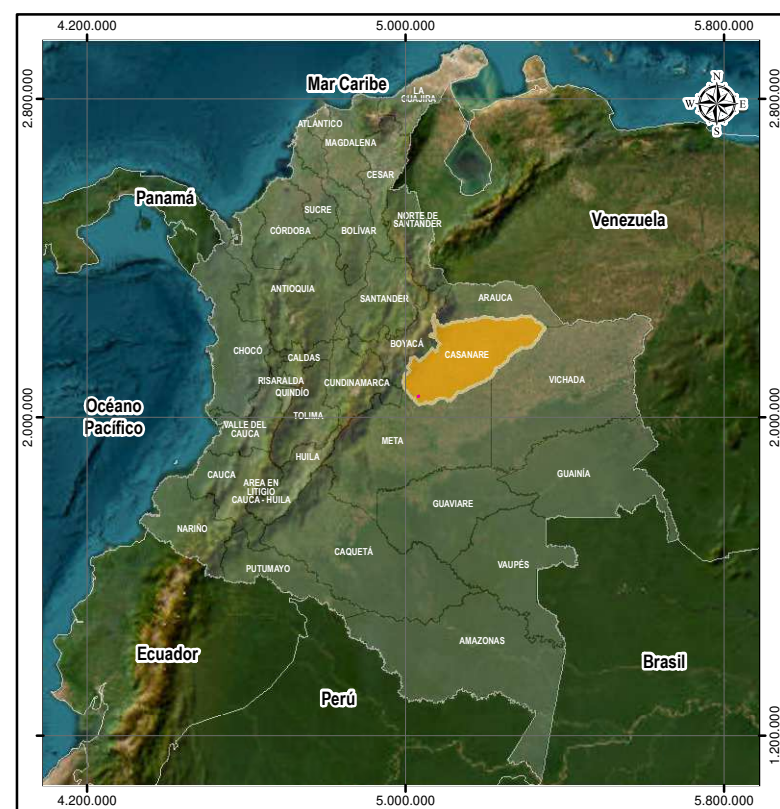 4.200.000
5.000.000
5.800.000
Mar Caribe
LA
GUAJIRA
N
W
E
S
2.800.000
2.800.000
ATLÁNTICO
MAGDALENA
CESAR
Panamá
SUCRE
NORTE DE
SANTANDER
Venezuela
CÓRDOBA
BOLÍVAR
ANTIOQUIA
SANTANDER
ARAUCA
CHOCÓ
BOYACÁ
CASANARE
CALDAS
RISARALDA
CUNDINAMARCA
VICHADA
QUINDÍO
Océano
Pacífico
TOLIMA
2.000.000
2.000.000
VALLE DEL
CAUCA
META
HUILA
CAUCA
AREA EN
LITIGIO
CAUCA - HUILA
GUAINÍA
GUAVIARE
NARIÑO
CAQUETÁ
PUTUMAYO
VAUPÉS
AMAZONAS
Ecuador
Brasil
Perú
1.200.000
1.200.000
4.200.000
5.000.000
5.800.000